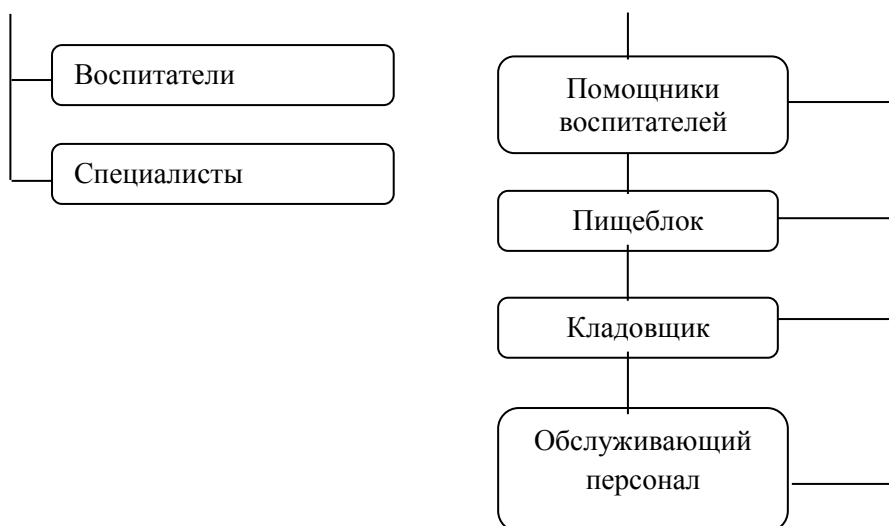 Воспитатели
Специалисты
Помощники
воспитателей
Пищеблок
Кладовщик
Обслуживающий
персонал